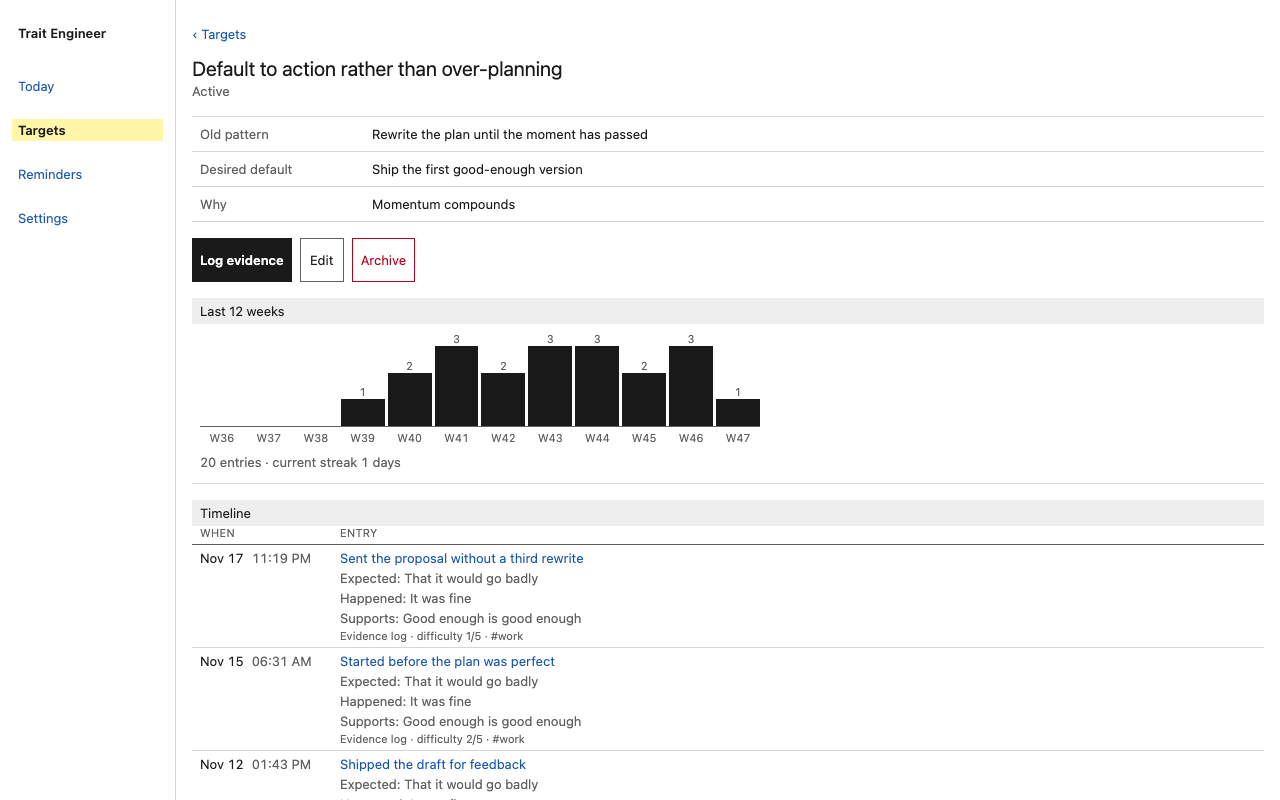 Trait Engineer
Today
Targets
Reminders
Settings
‹ Targets
Default to action rather than over-planning
Active
Old pattern Rewrite the plan until the moment has passed
Desired default Ship the first good-enough version
Why Momentum compounds
Log evidence Edit Archive
Last 12 weeks
1 2 3 2 3 3 2 3 1
W36 W37 W38 W39 W40 W41 W42 W43 W44 W45 W46 W47
20 entries · current streak 1 days
Timeline
WHEN ENTRY
Nov 17 11:19 PM Sent the proposal without a third rewrite
Expected: That it would go badly
Happened: It was fine
Supports: Good enough is good enough
Evidence log · difficulty 1/5 · #work
Nov 15 06:31 AM Started before the plan was perfect
Expected: That it would go badly
Happened: It was fine
Supports: Good enough is good enough
Evidence log · difficulty 2/5 · #work
Nov 12 01:43 PM Shipped the draft for feedback
Expected: That it would go badly